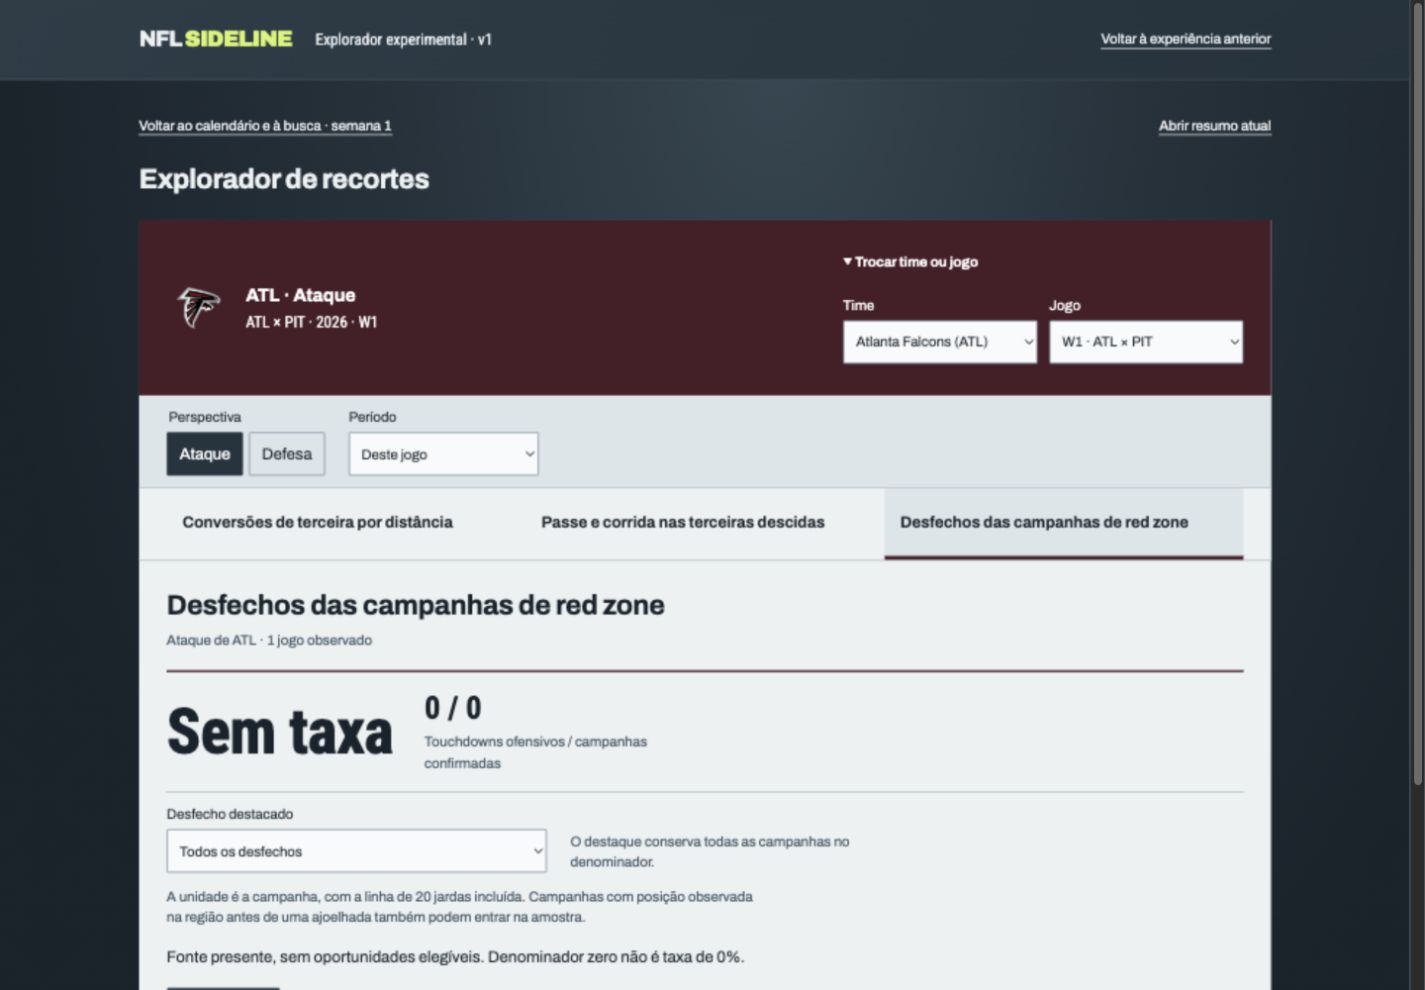 NFL SIDELINE Explorador experimental · v1 Voltar à experiência anterior
Voltar ao calendário e à busca · semana 1 Abrir resumo atual
Explorador de recortes
▾ Trocar time ou jogo
ATL · Ataque
ATL × PIT · 2026 · W1
Time Jogo
Atlanta Falcons (ATL) W1 · ATL × PIT
Perspectiva Período
Ataque Defesa Deste jogo
Conversões de terceira por distância Passe e corrida nas terceiras descidas Desfechos das campanhas de red zone
Desfechos das campanhas de red zone
Ataque de ATL · 1 jogo observado
Sem taxa
0 / 0
Touchdowns ofensivos / campanhas
confirmadas
Desfecho destacado
Todos os desfechos
O destaque conserva todas as campanhas no
denominador.
A unidade é a campanha, com a linha de 20 jardas incluída. Campanhas com posição observada
na região antes de uma ajoelhada também podem entrar na amostra.
Fonte presente, sem oportunidades elegíveis. Denominador zero não é taxa de 0%.